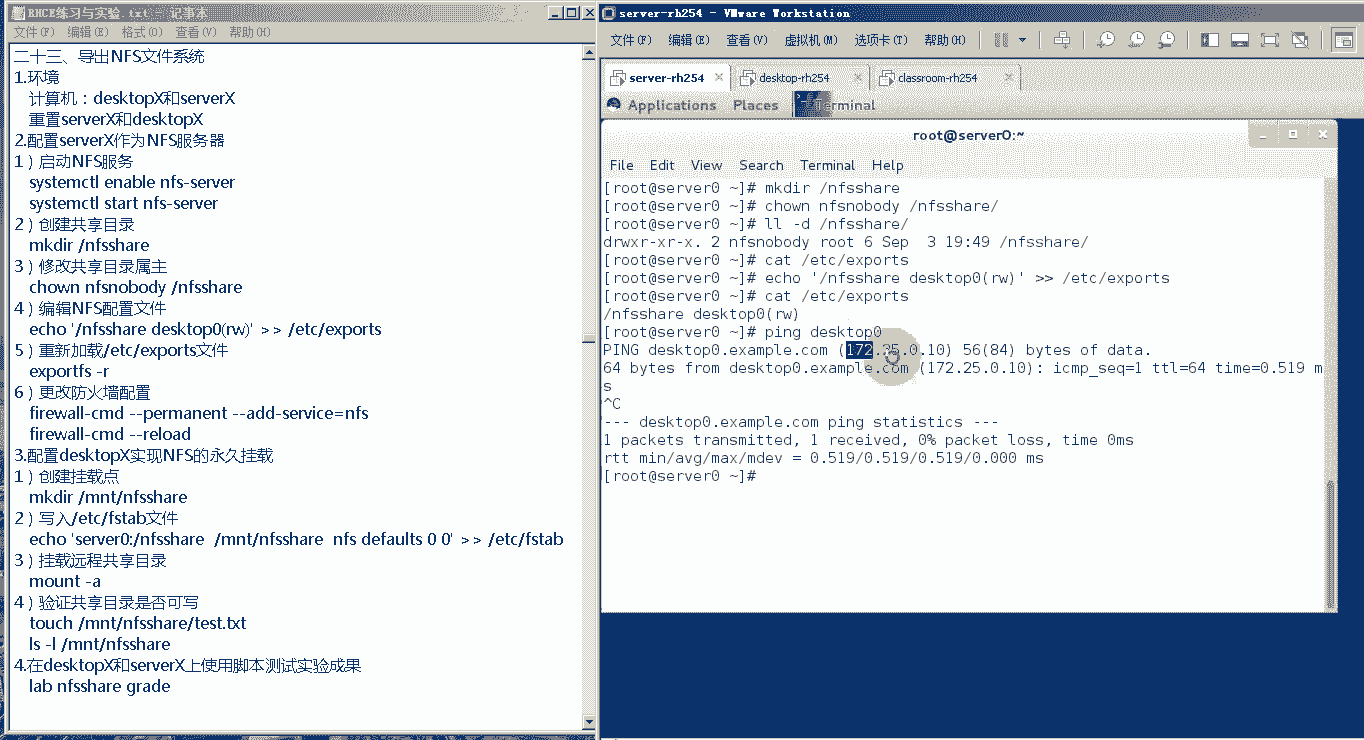 RHCE练习与实验.txt - 记事本
文件(F) 编辑(E) 格式(O) 查看(V) 帮助(H)
二十三、导出NFS文件系统
1.环境
计算机：desktopX和serverX
重置serverX和desktopX
2.配置serverX作为NFS服务器
1）启动NFS服务
systemctl enable nfs-server
systemctl start nfs-server
2）创建共享目录
mkdir /nfsshare
3）修改共享目录属主
chown nfsnobody /nfsshare
4）编辑NFS配置文件
echo '/nfsshare desktop0(rw)' >> /etc/exports
5）重新加载/etc/exports文件
exportfs -r
6）更改防火墙配置
firewall-cmd --permanent --add-service=nfs
firewall-cmd --reload
3.配置desktopX实现NFS的永久挂载
1）创建挂载点
mkdir /mnt/nfsshare
2）写入/etc/fstab文件
echo 'server0:/nfsshare  /mnt/nfsshare  nfs defaults 0 0' >> /etc/fstab
3）挂载远程共享目录
mount -a
4）验证共享目录是否可写
touch /mnt/nfsshare/test.txt
ls -l /mnt/nfsshare
4.在desktopX和serverX上使用脚本测试实验成果
lab nfsshare grade
server-rh254 - VMware Workstation
文件(F) 编辑(E) 查看(V) 虚拟机(M) 选项卡(T) 帮助(H)
server-rh254 desktop-rh254 classroom-rh254
Applications Places Terminal
root@server0:~
File Edit View Search Terminal Help
[root@server0 ~]# mkdir /nfsshare
[root@server0 ~]# chown nfsnobody /nfsshare/
[root@server0 ~]# ll -d /nfsshare/
drwxr-xr-x. 2 nfsnobody root 6 Sep  3 19:49 /nfsshare/
[root@server0 ~]# cat /etc/exports
[root@server0 ~]# echo '/nfsshare desktop0(rw)' >> /etc/exports
[root@server0 ~]# cat /etc/exports
/nfsshare desktop0(rw)
[root@server0 ~]# ping desktop0
PING desktop0.example.com (172.25.0.10) 56(84) bytes of data.
64 bytes from desktop0.example.com (172.25.0.10): icmp_seq=1 ttl=64 time=0.519 m
s
^C
--- desktop0.example.com ping statistics ---
1 packets transmitted, 1 received, 0% packet loss, time 0ms
rtt min/avg/max/mdev = 0.519/0.519/0.519/0.000 ms
[root@server0 ~]#